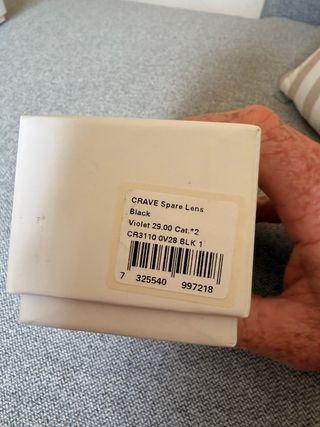 CRAVE Spare Lens
Black
Violet 29.00 Cat.*2
CR3110 0V28 BLK 1
7 325540 997218